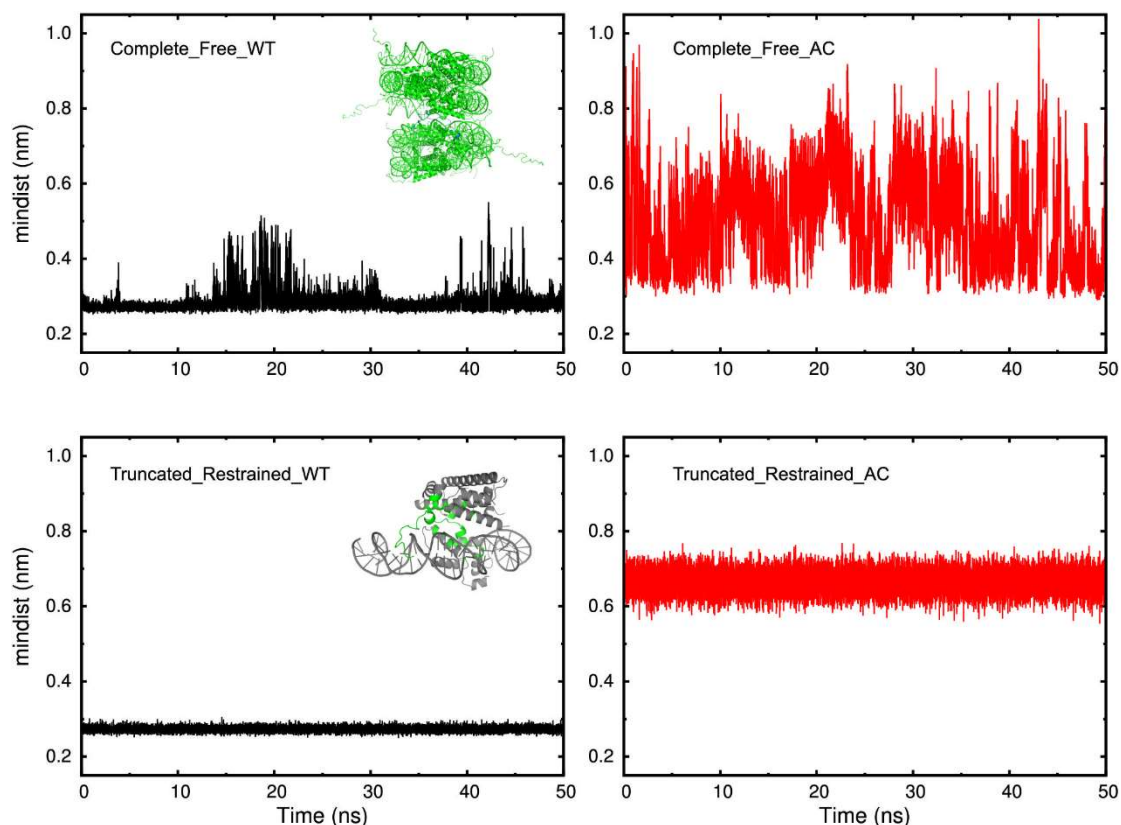 Complete_Free_WT
mindist (nm)
1.0
0.8
0.6
0.4
0.2
0 10 20 30 40 50
Complete_Free_AC
1.0
0.8
0.6
0.4
0.2
0 10 20 30 40 50
Truncated_Restrained_WT
mindist (nm)
1.0
0.8
0.6
0.4
0.2
0 10 20 30 40 50
Time (ns)
Truncated_Restrained_AC
1.0
0.8
0.6
0.4
0.2
0 10 20 30 40 50
Time (ns)